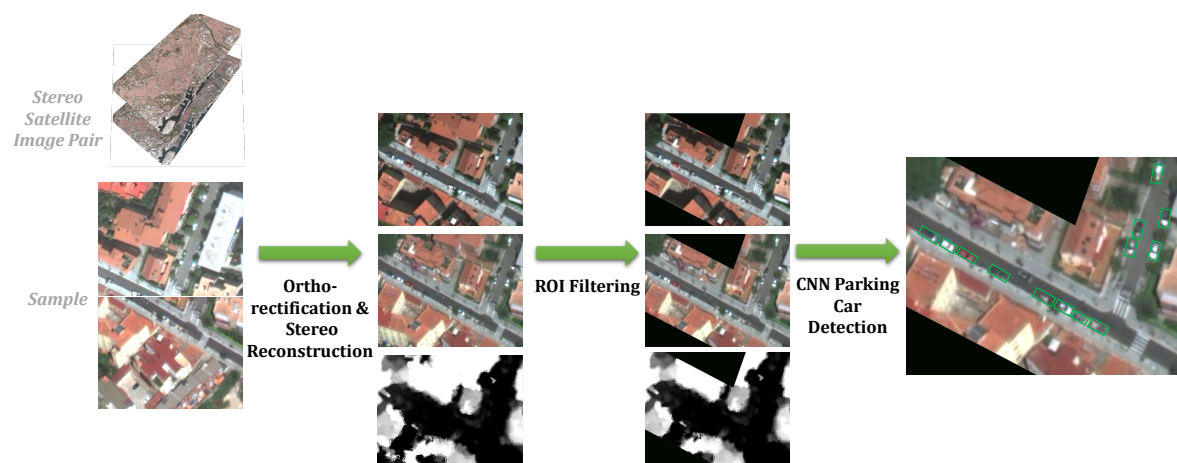 Stereo
Satellite
Image Pair
Sample
Ortho-
rectification &
Stereo
Reconstruction
ROI Filtering
CNN Parking
Car
Detection